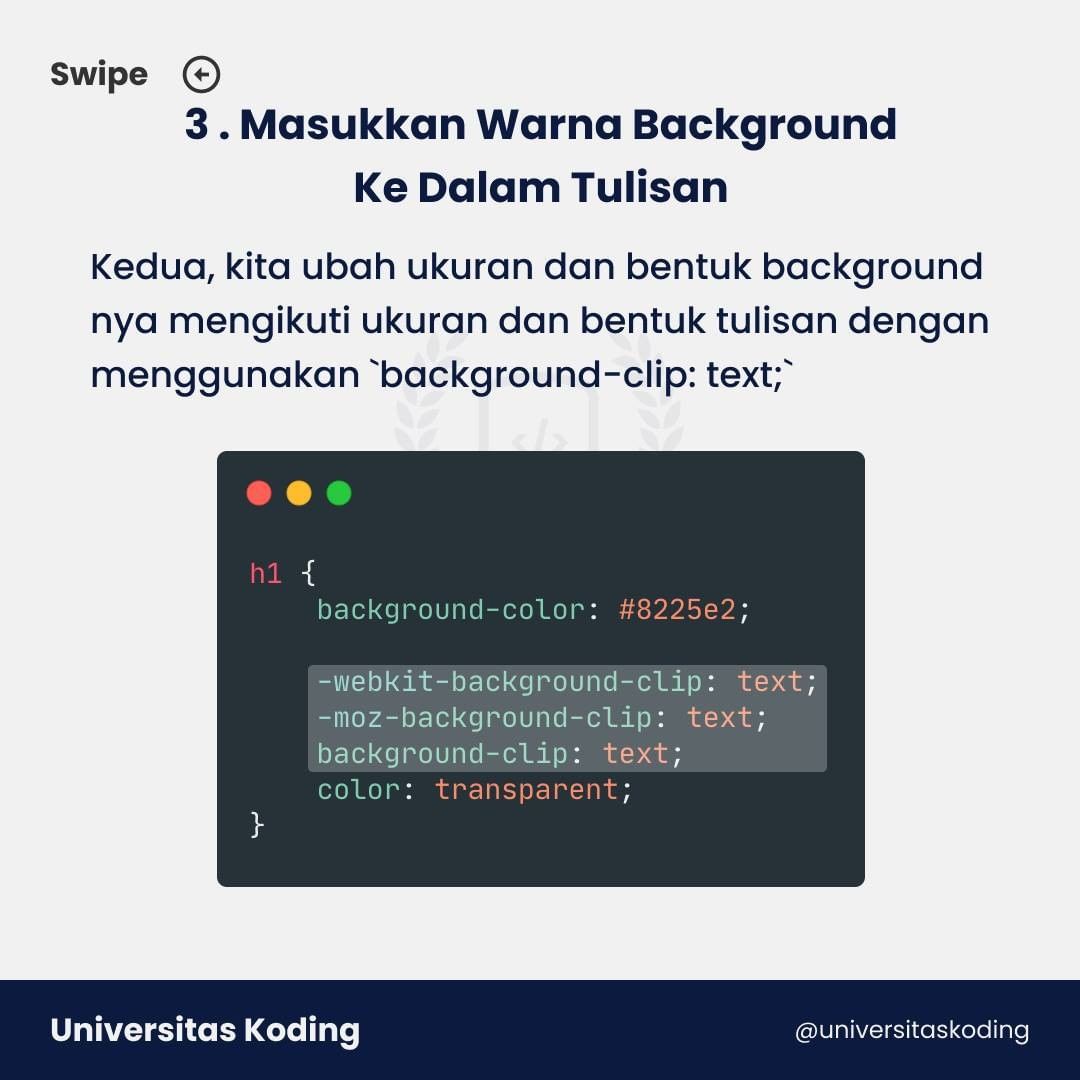 Swipe
3 . Masukkan Warna Background
Ke Dalam Tulisan
Kedua, kita ubah ukuran dan bentuk background
nya mengikuti ukuran dan bentuk tulisan dengan
menggunakan `background-clip: text;`
h1 {
    background-color: #8225e2;

    -webkit-background-clip: text;
    -moz-background-clip: text;
    background-clip: text;
    color: transparent;
}
Universitas Koding
@universitaskoding